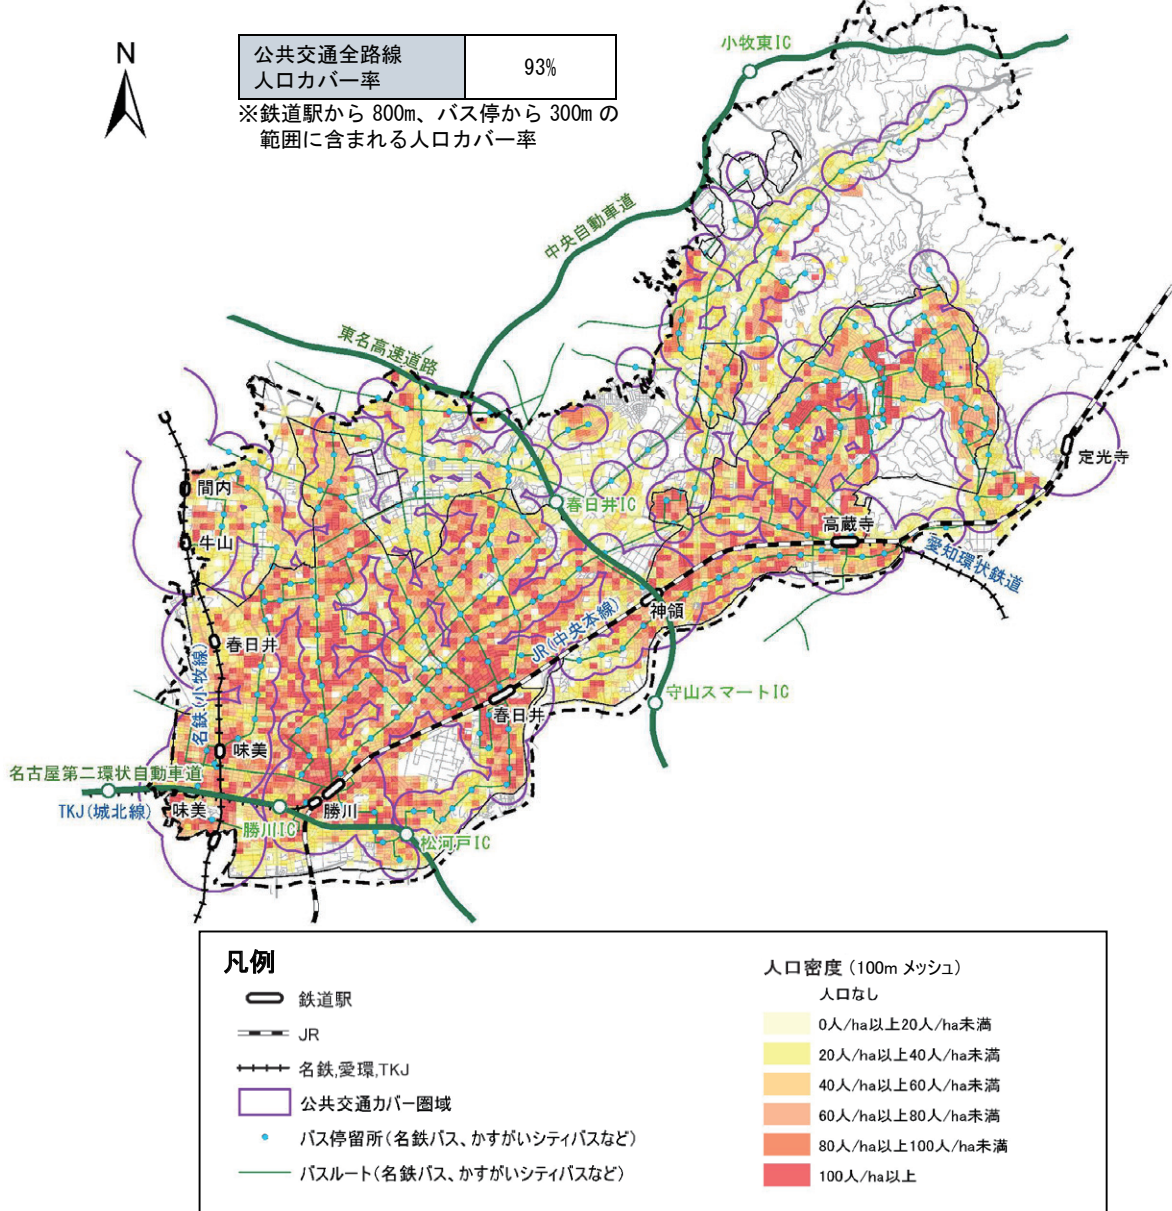 N
公共交通全路線
人口カバー率
93%
※鉄道駅から 800m、バス停から 300m の
範囲に含まれる人口カバー率
小牧東IC
中央自動車道
東名高速道路
定光寺
間内
春日井IC
高蔵寺
牛山
愛知環状鉄道
神領
JR(中央本線)
春日井
名鉄(小牧線)
守山スマートIC
春日井
味美
名古屋第二環状自動車道
TKJ(城北線)
味美
勝川
勝川IC
松河戸IC
凡例
鉄道駅
JR
名鉄,愛環,TKJ
公共交通カバー圏域
バス停留所(名鉄バス、かすがいシティバスなど)
バスルート(名鉄バス、かすがいシティバスなど)
人口密度 (100m メッシュ)
人口なし
0人/ha以上20人/ha未満
20人/ha以上40人/ha未満
40人/ha以上60人/ha未満
60人/ha以上80人/ha未満
80人/ha以上100人/ha未満
100人/ha以上